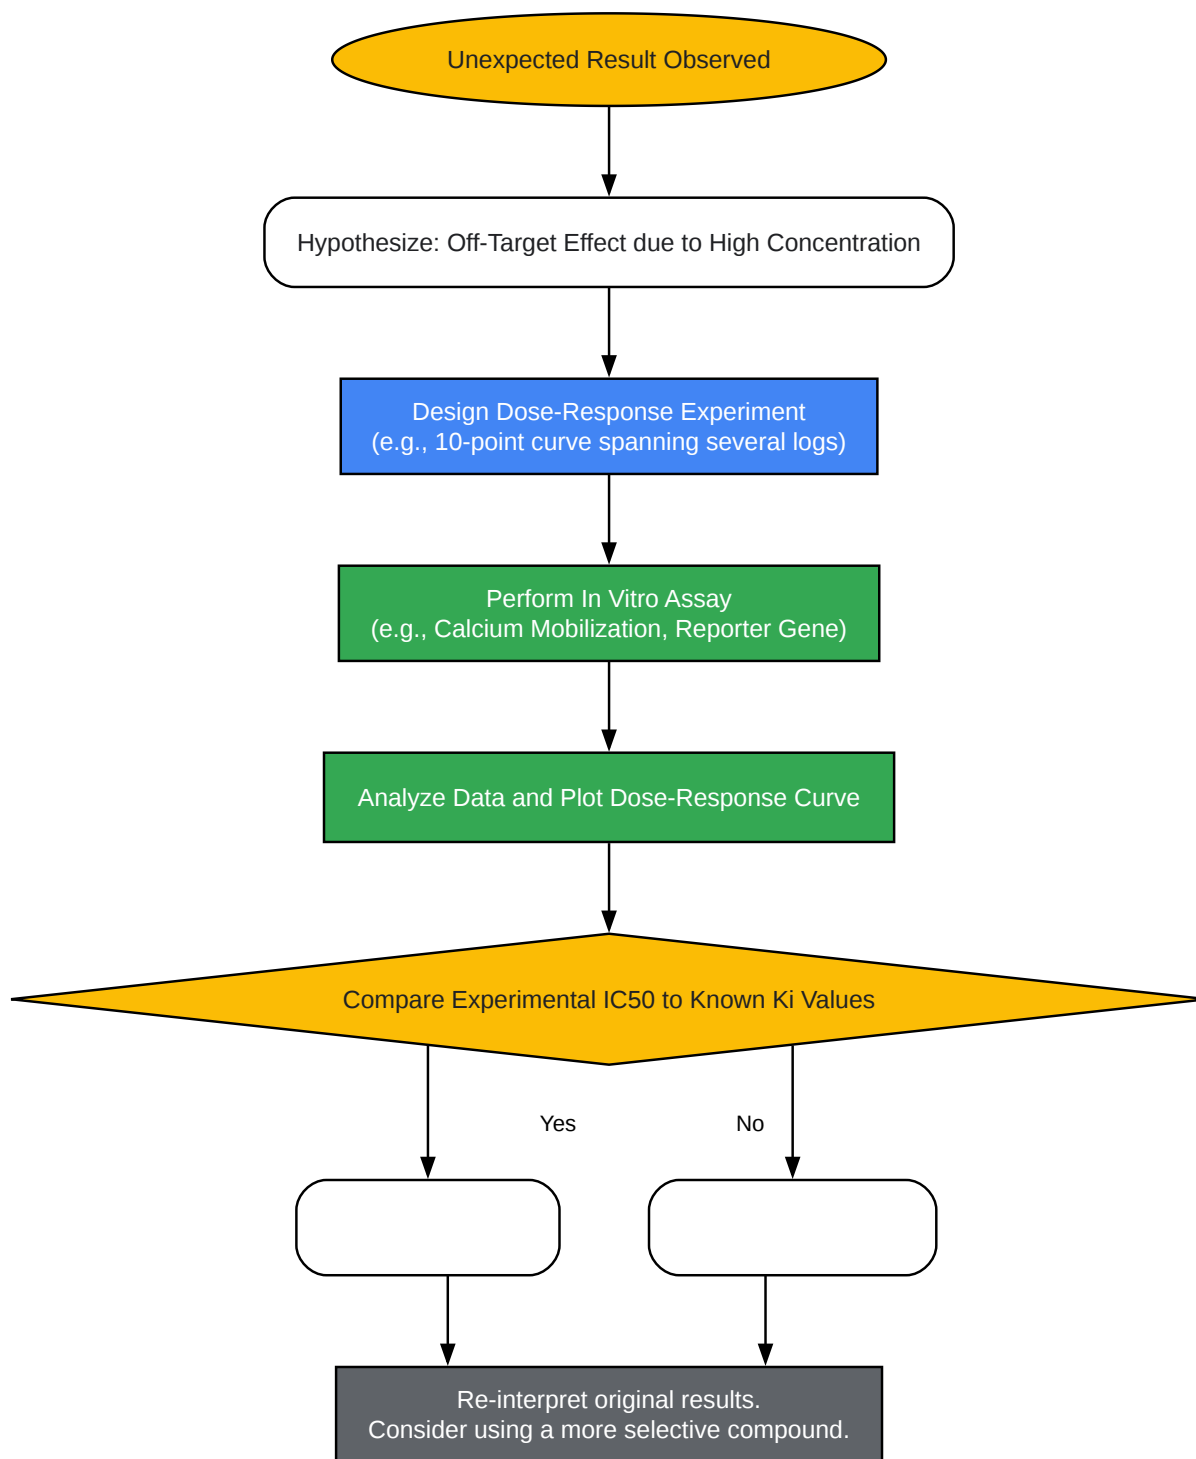 Unexpected Result Observed
Hypothesize: Off-Target Effect due to High Concentration
Design Dose-Response Experiment
(e.g., 10-point curve spanning several logs)
Perform In Vitro Assay
(e.g., Calcium Mobilization, Reporter Gene)
Analyze Data and Plot Dose-Response Curve
Compare Experimental IC50 to Known Ki Values
Yes
No
Re-interpret original results.
Consider using a more selective compound.